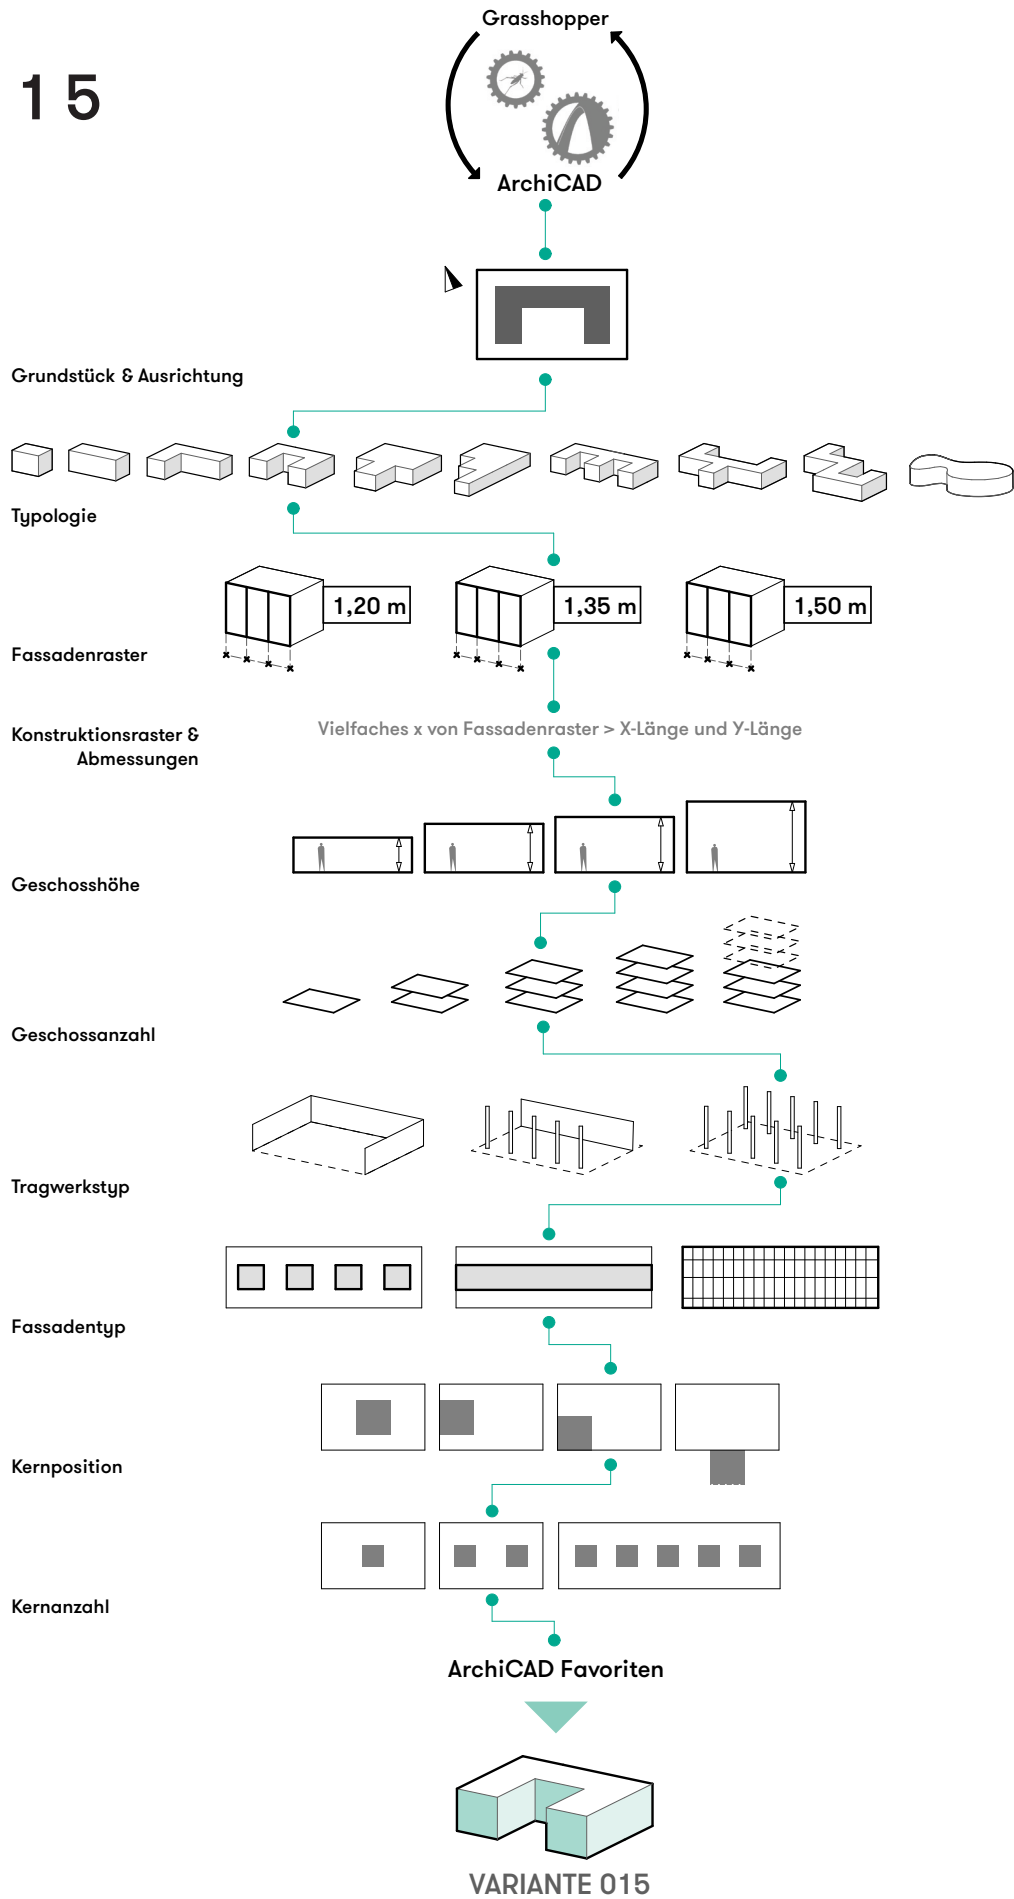 Grasshopper
15
ArchiCAD
Grundstück & Ausrichtung
Typologie
1,20 m
1,35 m
1,50 m
Fassadenraster
Vielfaches x von Fassadenraster > X-Länge und Y-Länge
Konstruktionsraster &
Abmessungen
Geschosshöhe
Geschossanzahl
Tragwerkstyp
Fassadentyp
Kernposition
Kernanzahl
ArchiCAD Favoriten
VARIANTE 015